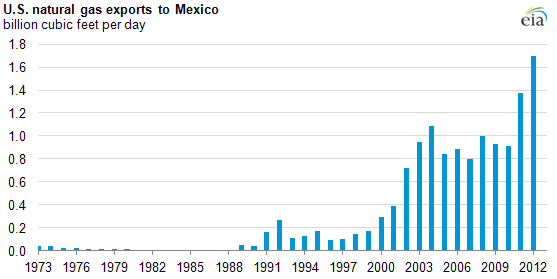 U.S. natural gas exports to Mexico
billion cubic feet per day
eia
1.8
1.6
1.4
1.2
1.0
0.8
0.6
0.4
0.2
0.0
1973 1976 1979 1982 1985 1988 1991 1994 1997 2000 2003 2006 2009 2012